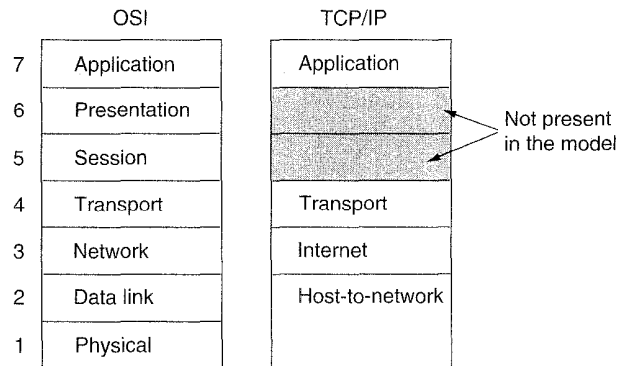 OSI TCP/IP
7 Application Application
6 Presentation
Not present
in the model
5 Session
4 Transport Transport
3 Network Internet
2 Data link Host-to-network
1 Physical